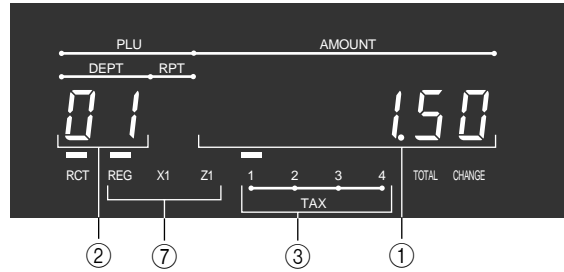 PLU AMOUNT
DEPT RPT
01 1.50
RCT REG X1 Z1 1 2 3 4 TOTAL CHANGE
TAX
② ⑦ ③ ①